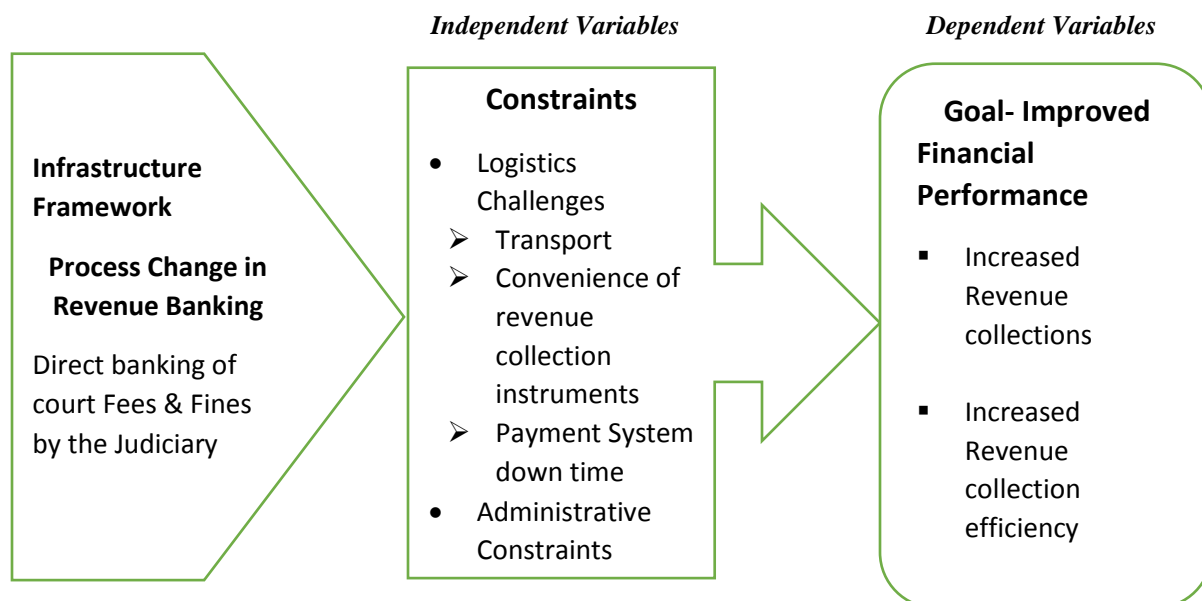 Independent Variables
Dependent Variables
Infrastructure
Framework
Process Change in
Revenue Banking
Direct banking of
court Fees & Fines
by the Judiciary
Constraints
• Logistics
Challenges
➢ Transport
➢ Convenience of
revenue
collection
instruments
➢ Payment System
down time
• Administrative
Constraints
Goal- Improved
Financial
Performance
▪ Increased
Revenue
collections
▪ Increased
Revenue
collection
efficiency